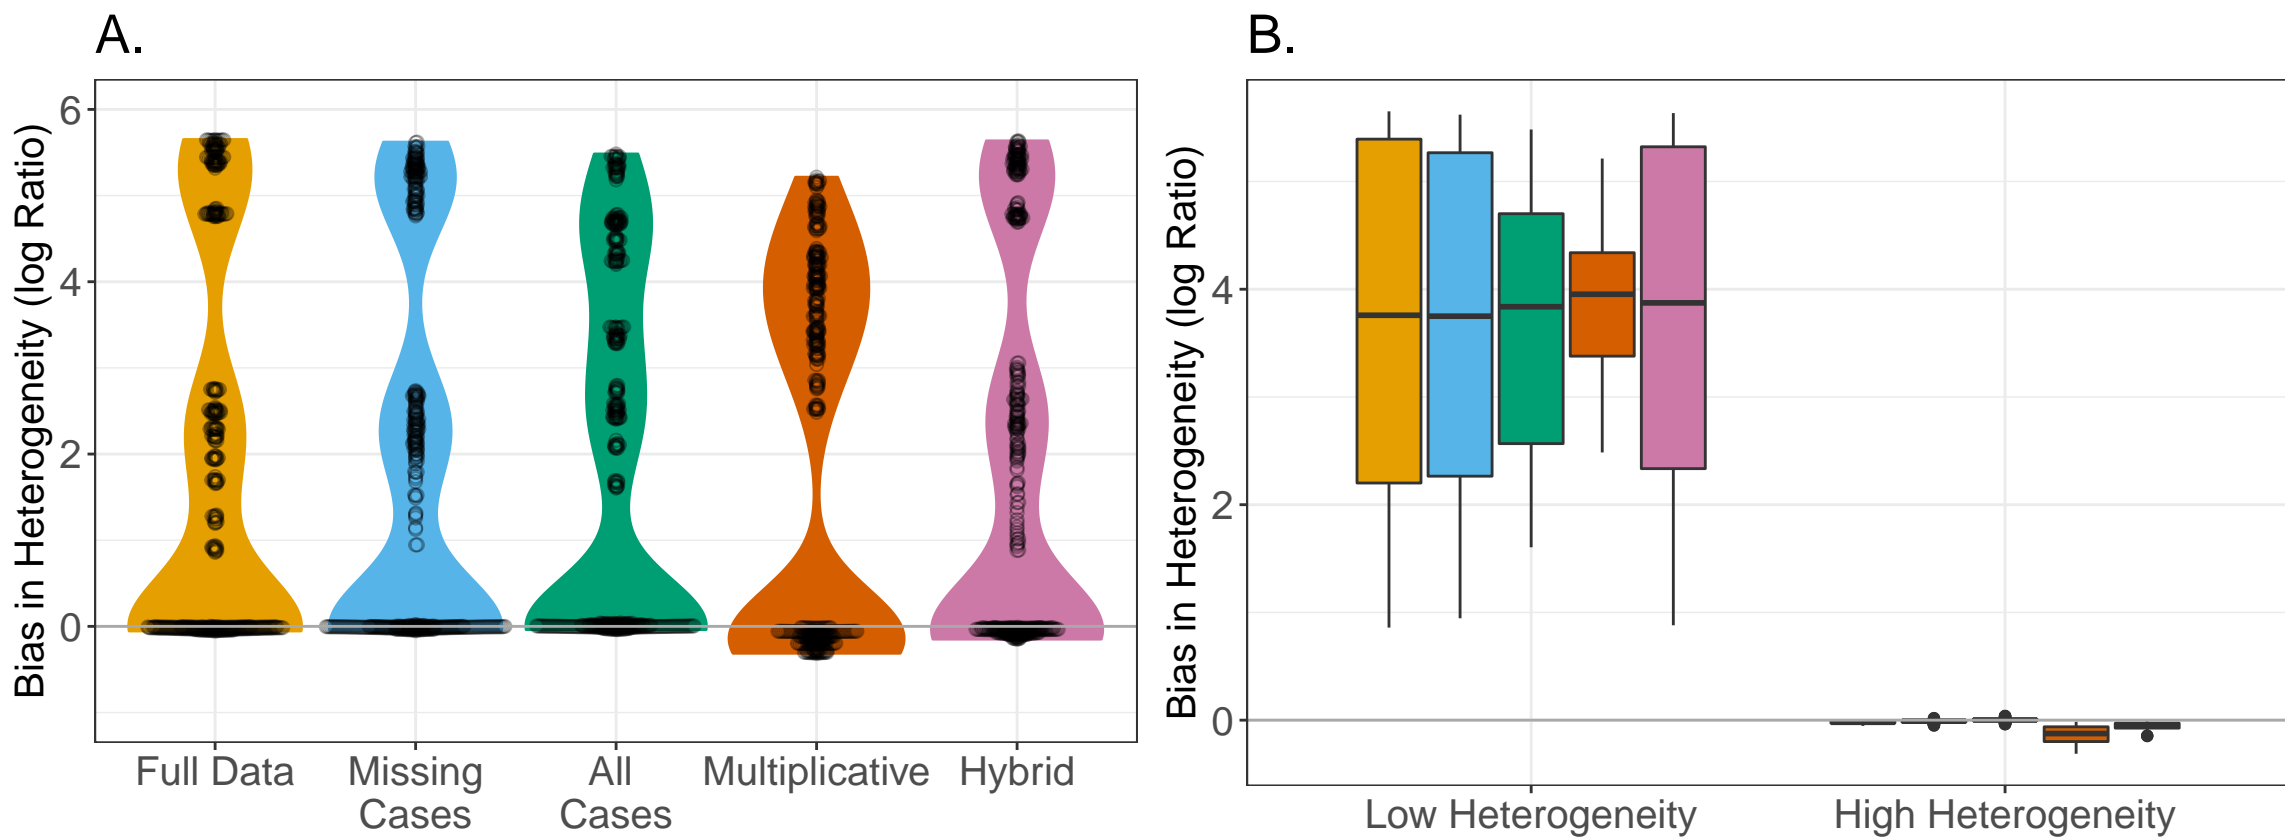 A.
Bias in Heterogeneity (log Ratio)
6
4
2
0
Full Data
Missing
Cases
All
Cases
Multiplicative
Hybrid
B.
Bias in Heterogeneity (log Ratio)
4
2
0
Low Heterogeneity
High Heterogeneity